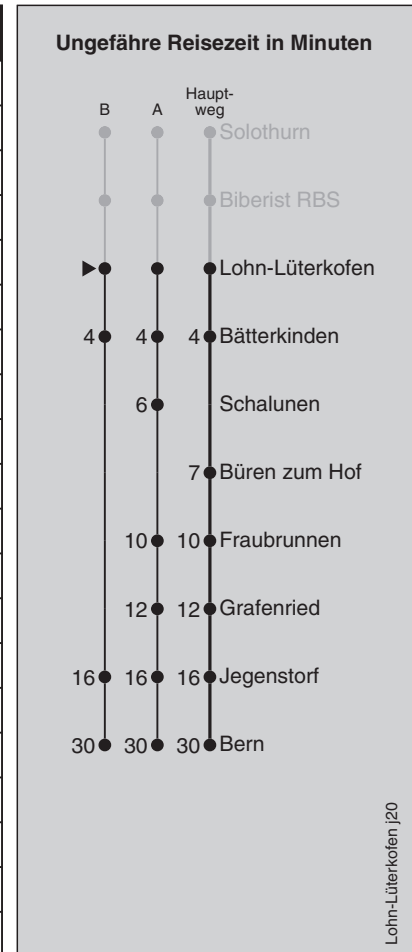 Ungefähre Reisezeit in Minuten
Haupt-
B A weg
Solothurn
Biberist RBS
Lohn-Lüterkofen
4 4 4 Bätterkinden
6 Schalunen
7 Büren zum Hof
10 10 Fraubrunnen
12 12 Grafenried
16 16 16 Jegenstorf
30 30 30 Bern
Lohn-Lüterkofen j20